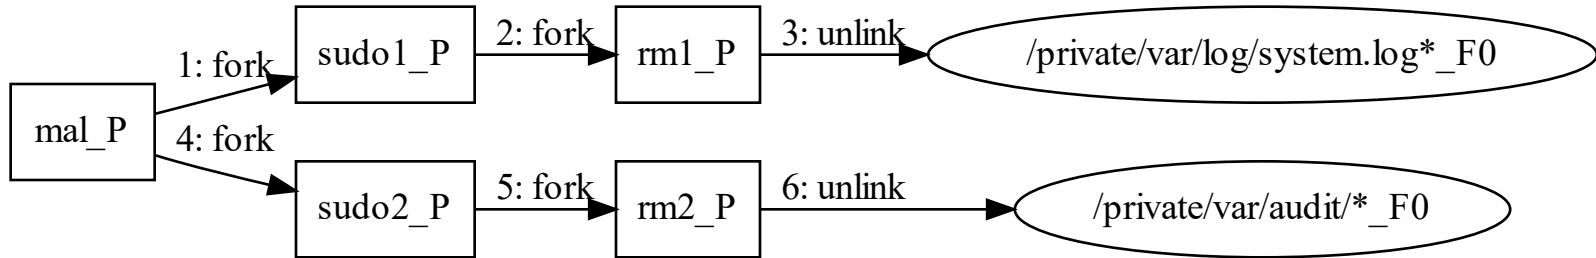 1: fork
sudo1_P
2: fork
rm1_P
3: unlink
/private/var/log/system.log*_F0
mal_P
4: fork
sudo2_P
5: fork
rm2_P
6: unlink
/private/var/audit/*_F0